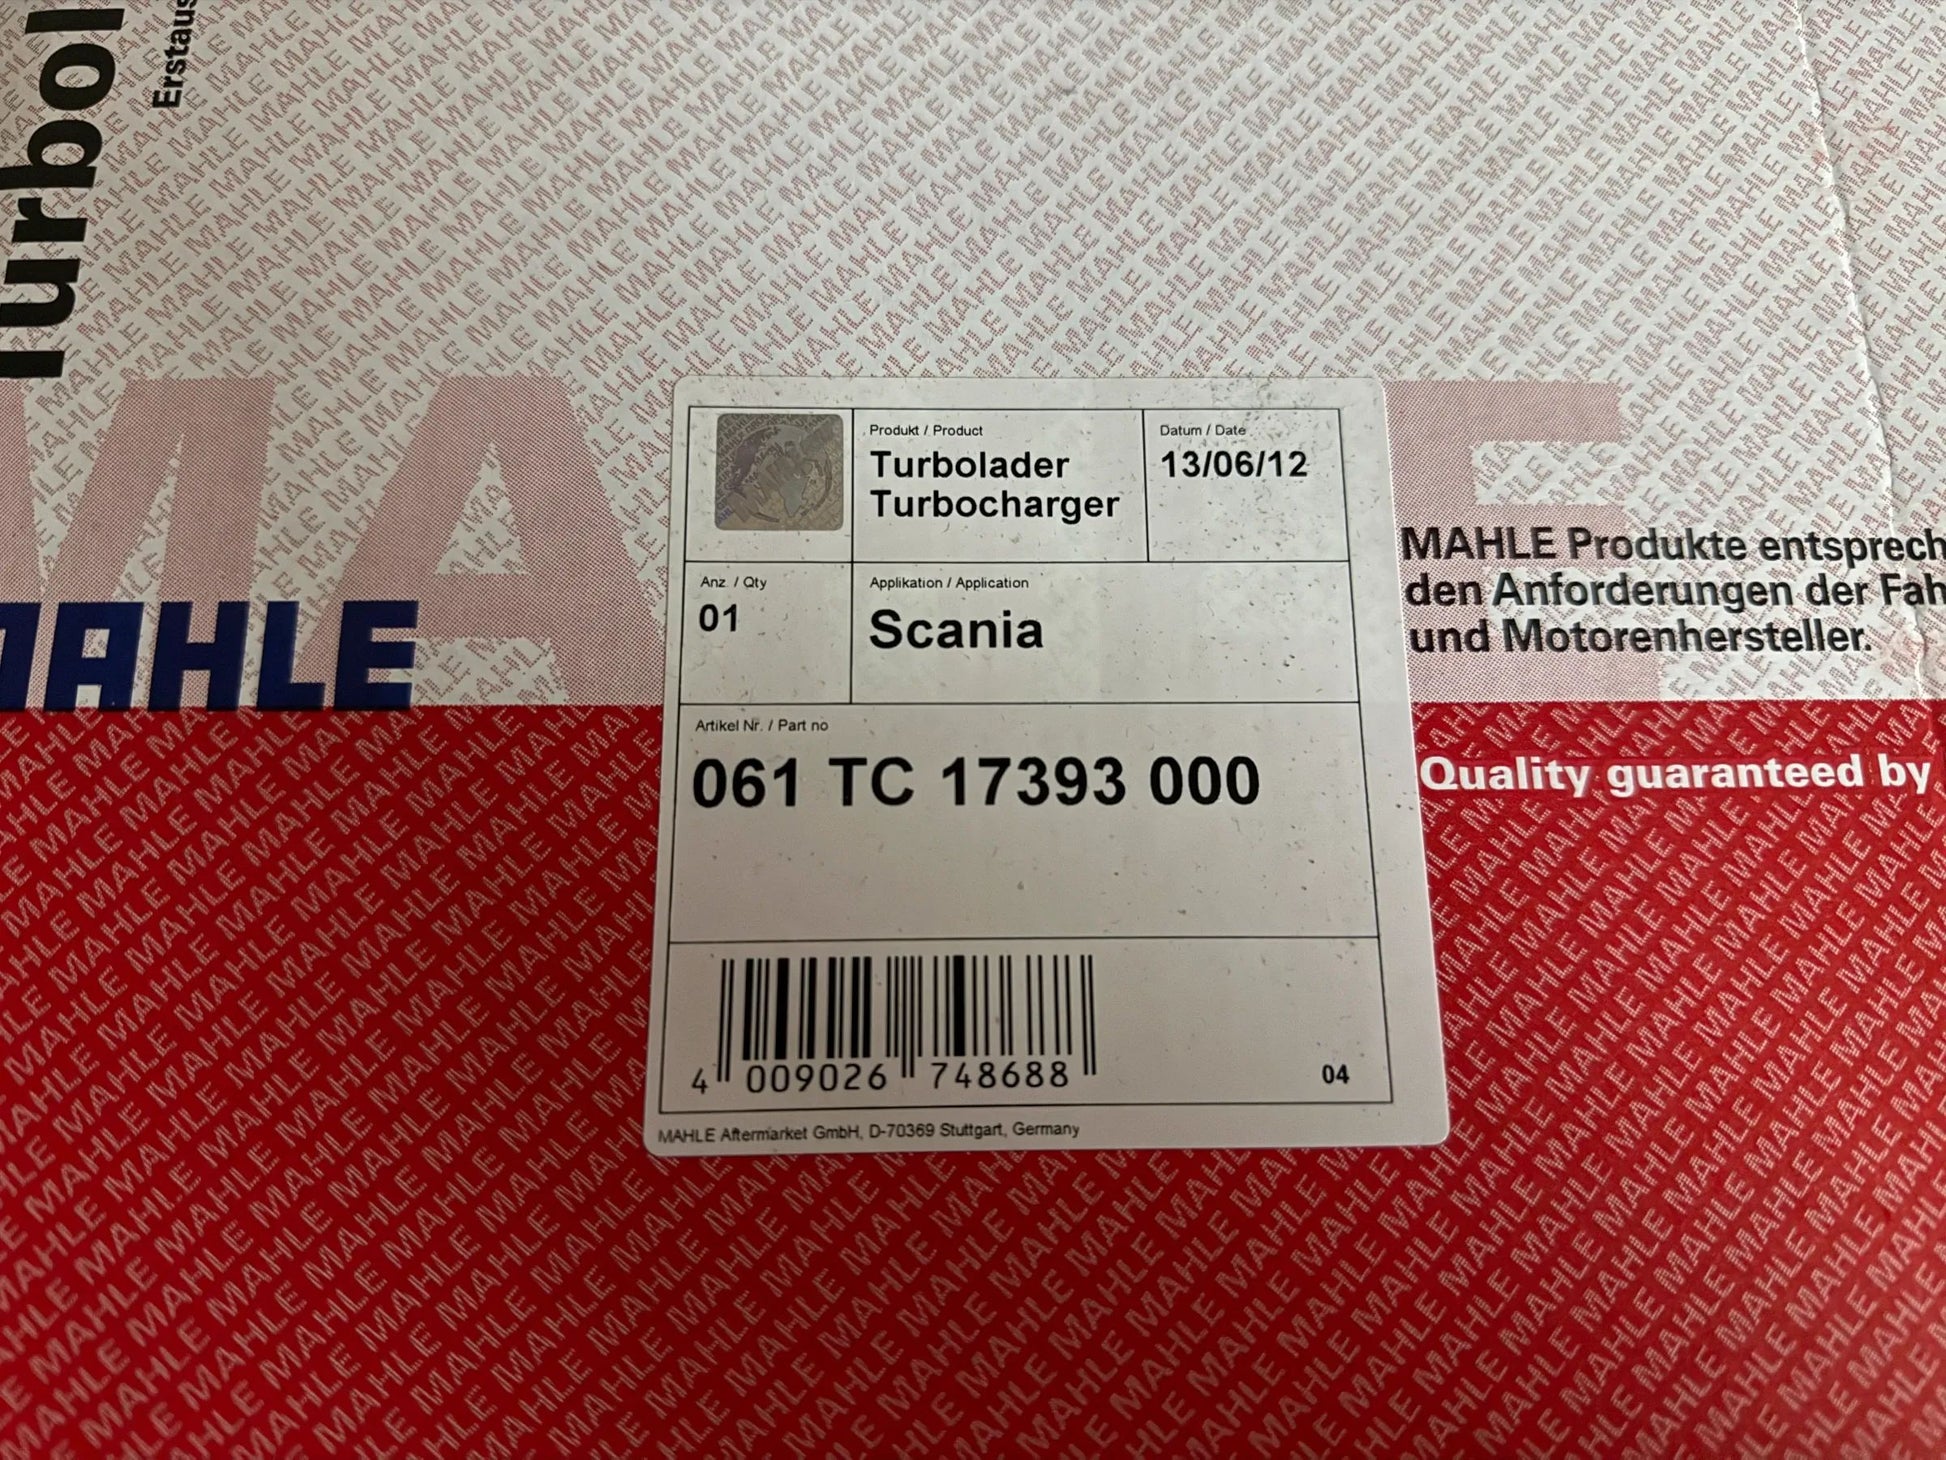 Turbol
Erstaus
MAHLE
Produkt / Product
Turbolader
Turbocharger
Datum / Date
13/06/12
Anz. / Qty
01
Applikation / Application
Scania
Artikel Nr. / Part no
061 TC 17393 000
4 009026 748688
04
MAHLE Aftermarket GmbH, D-70369 Stuttgart, Germany
MAHLE Produkte entsprech
den Anforderungen der Fah
und Motorenhersteller.
Quality guaranteed by